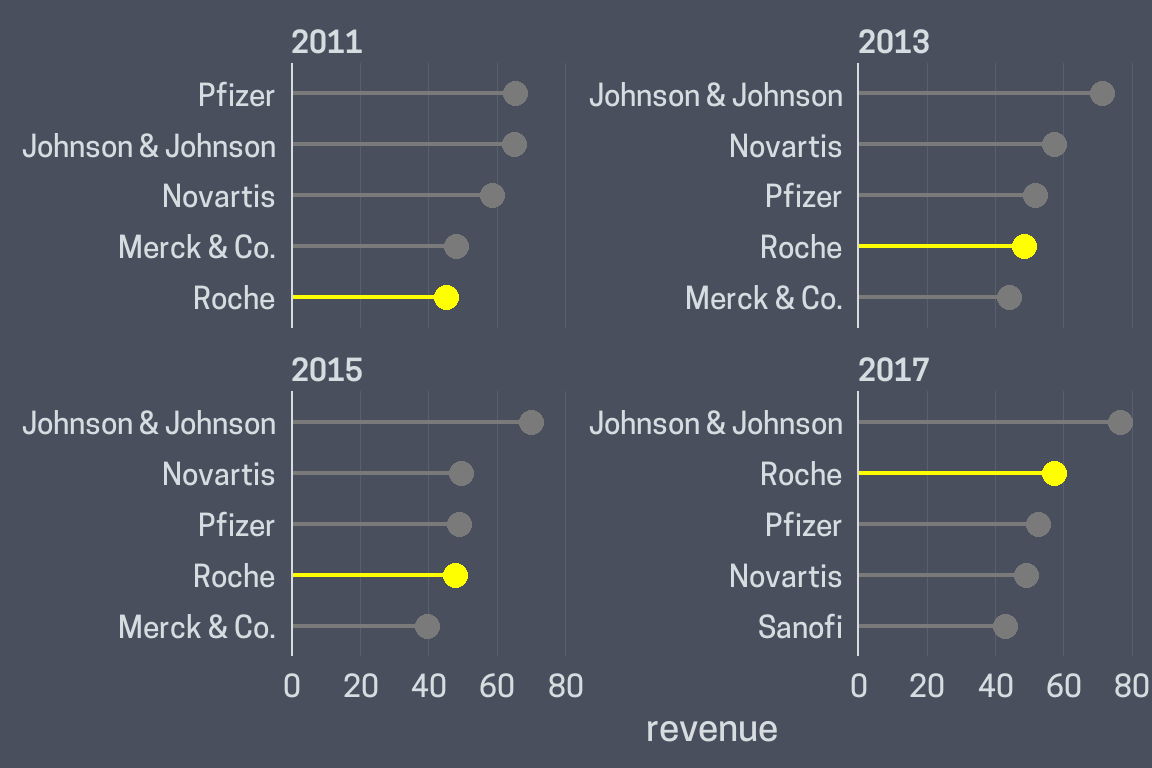 2011
Pfizer
Johnson & Johnson
Novartis
Merck & Co.
Roche
2013
Johnson & Johnson
Novartis
Pfizer
Roche
Merck & Co.
2015
Johnson & Johnson
Novartis
Pfizer
Roche
Merck & Co.
0 20 40 60 80
2017
Johnson & Johnson
Roche
Pfizer
Novartis
Sanofi
0 20 40 60 80
revenue